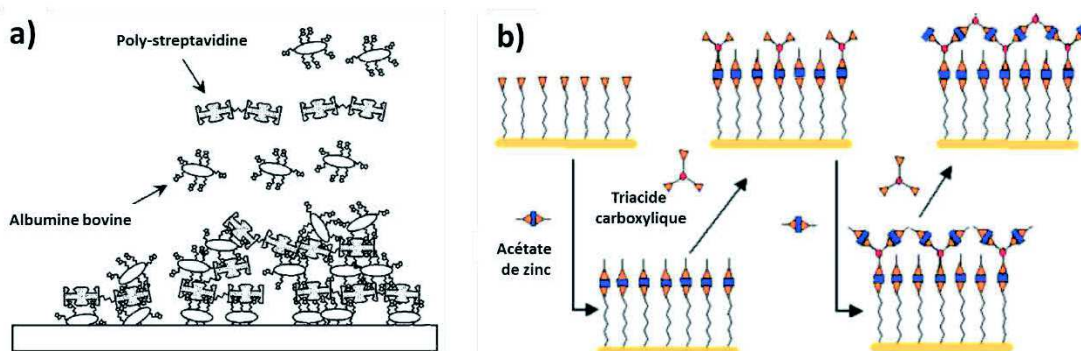 a)
Poly-streptavidine
Albumine bovine
b)
Triacide
carboxylique
Acétate
de zinc